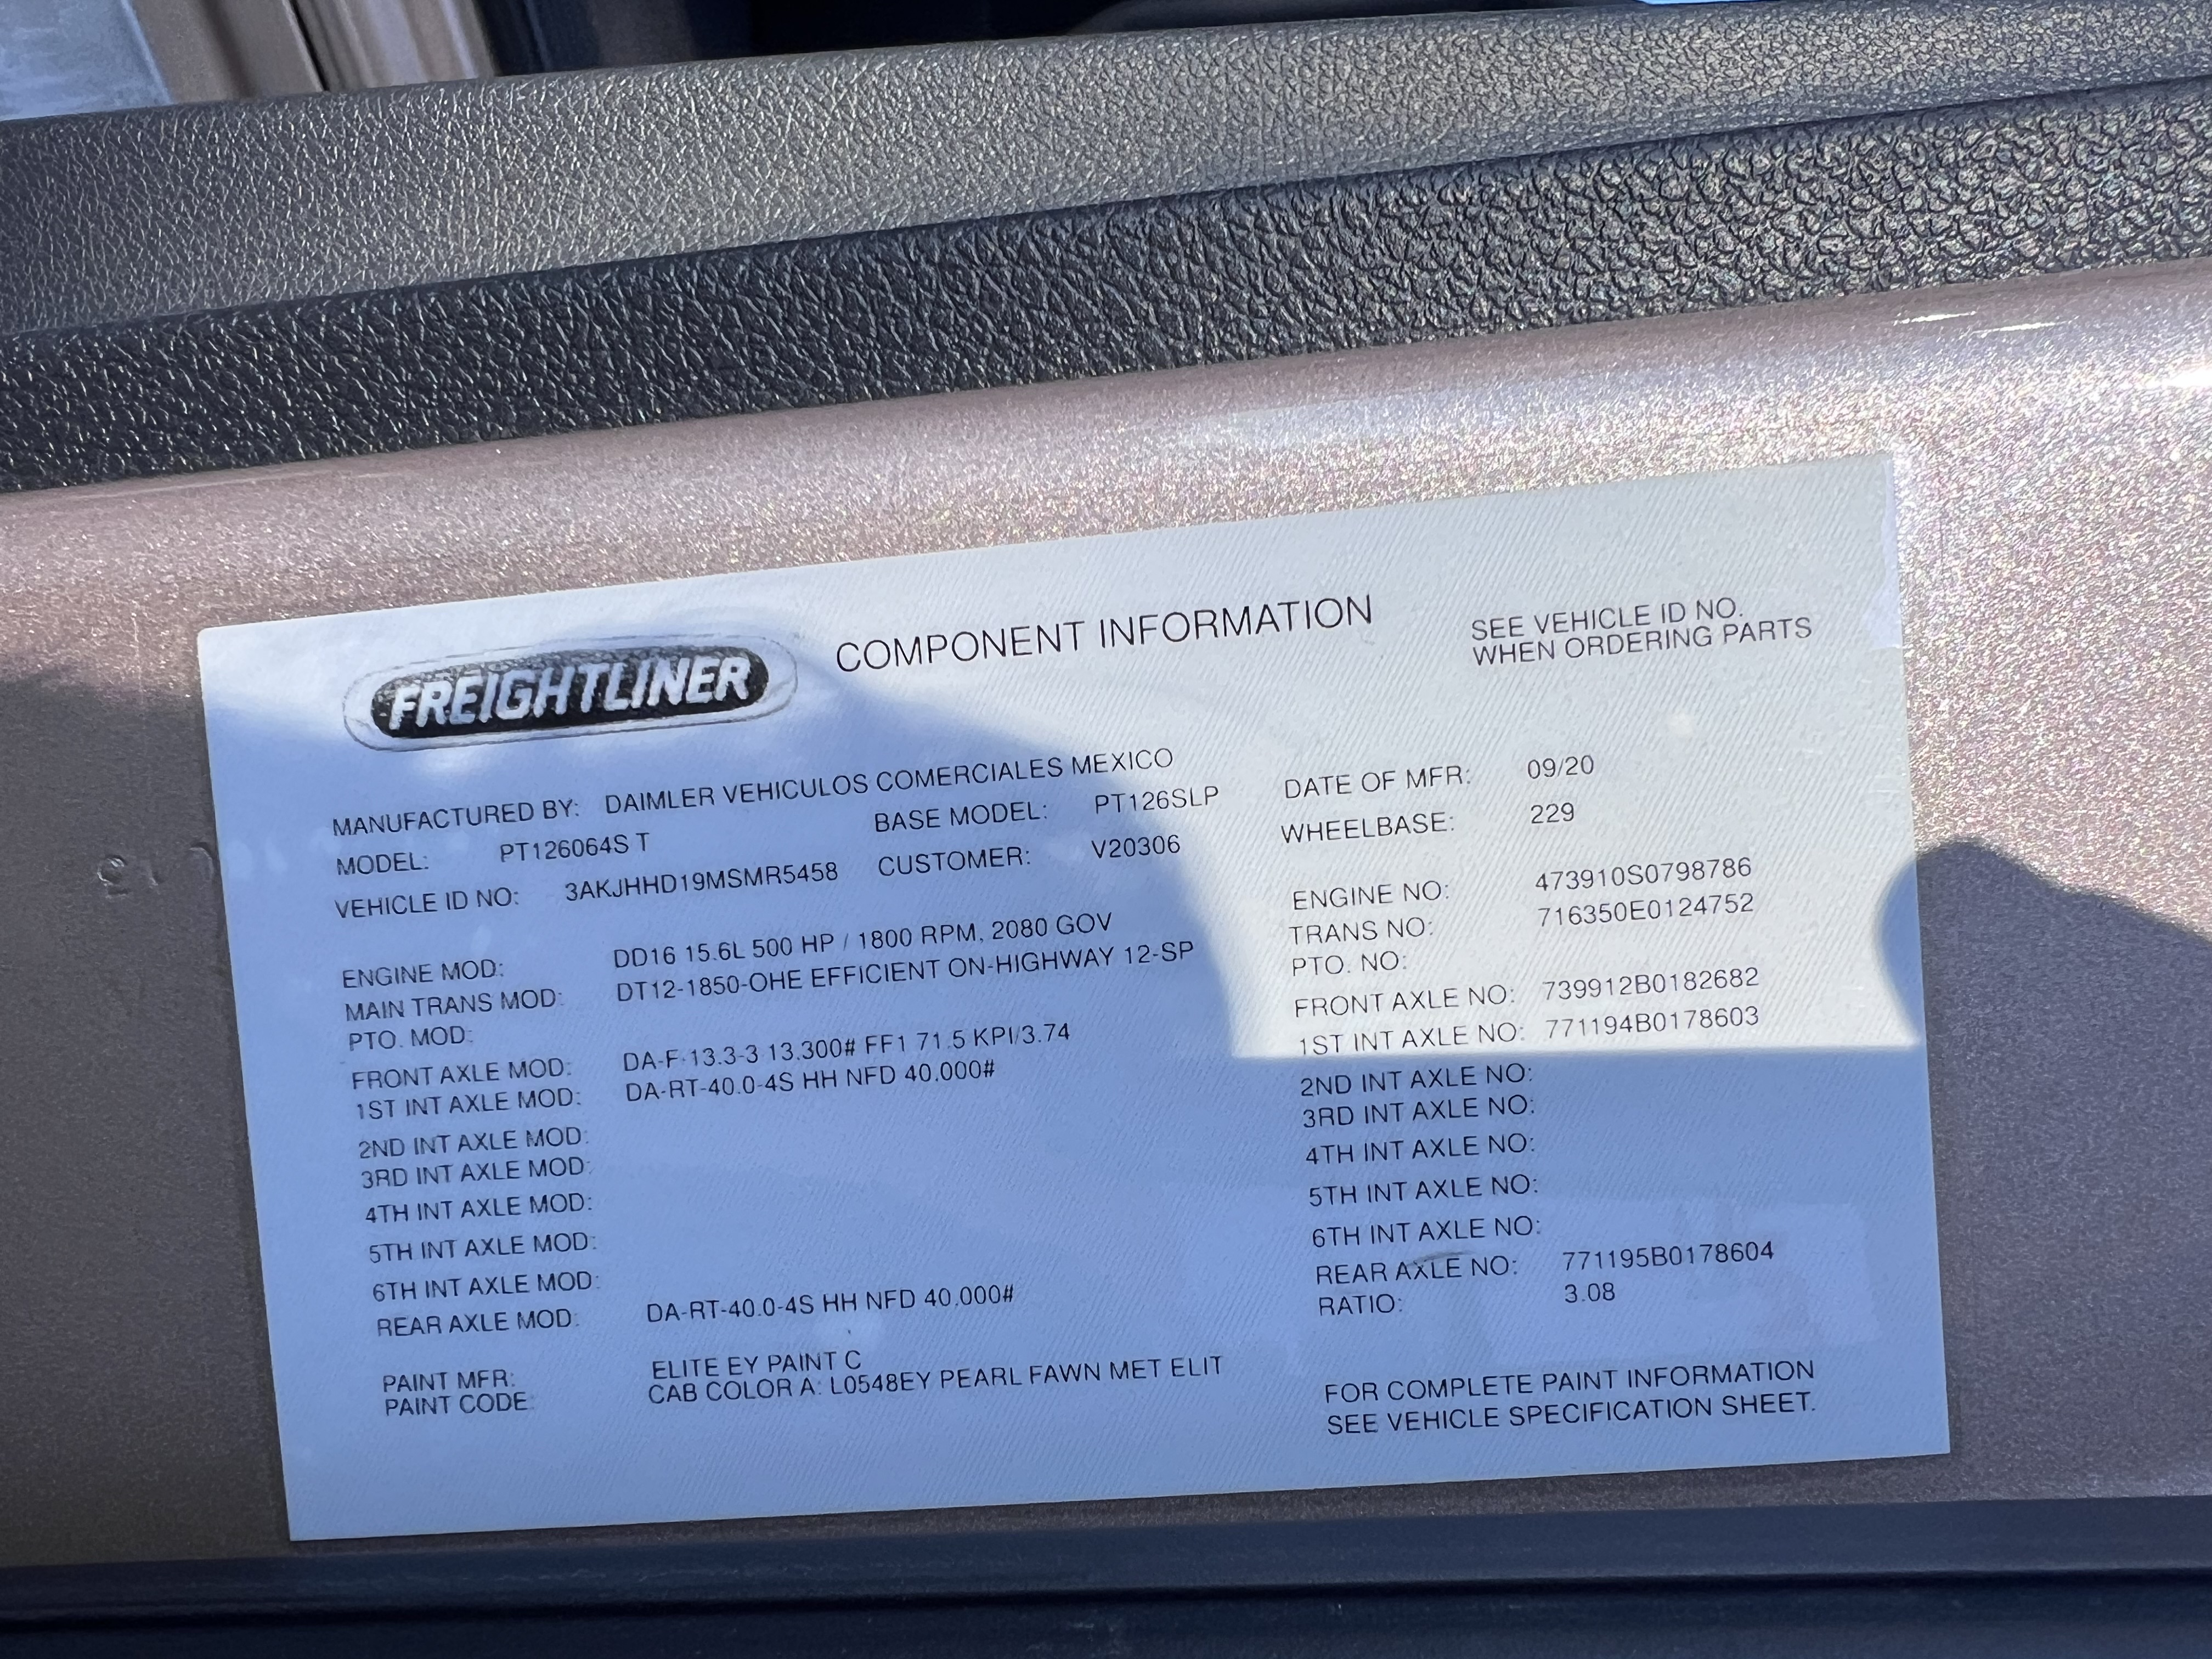 FREIGHTLINER
COMPONENT INFORMATION
SEE VEHICLE ID NO.
WHEN ORDERING PARTS
MANUFACTURED BY: DAIMLER VEHICULOS COMERCIALES MEXICO
MODEL: PT126064S T
BASE MODEL: PT126SLP
VEHICLE ID NO: 3AKJHHD19MSMR5458
CUSTOMER: V20306
DATE OF MFR: 09/20
WHEELBASE: 229
ENGINE MOD: DD16 15.6L 500 HP / 1800 RPM, 2080 GOV
MAIN TRANS MOD: DT12-1850-OHE EFFICIENT ON-HIGHWAY 12-SP
PTO. MOD:
FRONT AXLE MOD: DA-F-13.3-3 13,300# FF1 71.5 KPI/3.74
1ST INT AXLE MOD: DA-RT-40.0-4S HH NFD 40,000#
2ND INT AXLE MOD:
3RD INT AXLE MOD:
4TH INT AXLE MOD:
5TH INT AXLE MOD:
6TH INT AXLE MOD:
REAR AXLE MOD: DA-RT-40.0-4S HH NFD 40,000#
PAINT MFR: ELITE EY PAINT C
PAINT CODE: CAB COLOR A: L0548EY PEARL FAWN MET ELIT
ENGINE NO: 473910S0798786
TRANS NO: 716350E0124752
PTO. NO:
FRONT AXLE NO: 739912B0182682
1ST INT AXLE NO: 771194B0178603
2ND INT AXLE NO:
3RD INT AXLE NO:
4TH INT AXLE NO:
5TH INT AXLE NO:
6TH INT AXLE NO:
REAR AXLE NO: 771195B0178604
RATIO: 3.08
FOR COMPLETE PAINT INFORMATION
SEE VEHICLE SPECIFICATION SHEET.